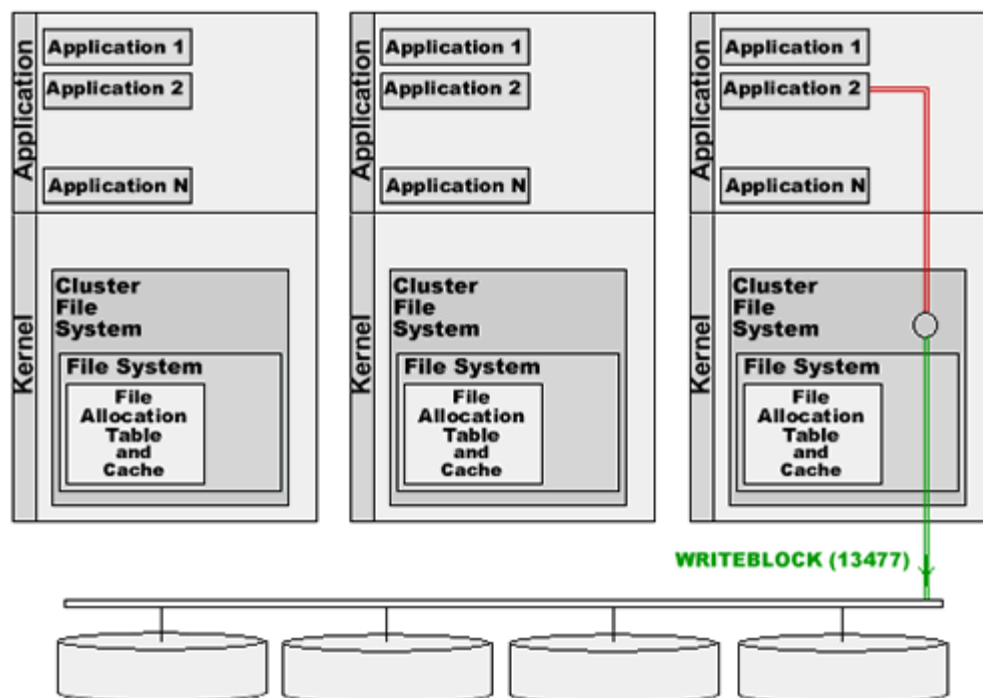 Application
Application 1
Application 2
Application N
Kernel
Cluster
File
System
File System
File
Allocation
Table
and
Cache
Application
Application 1
Application 2
Application N
Kernel
Cluster
File
System
File System
File
Allocation
Table
and
Cache
Application
Application 1
Application 2
Application N
Kernel
Cluster
File
System
File System
File
Allocation
Table
and
Cache
WRITEBLOCK (13477)